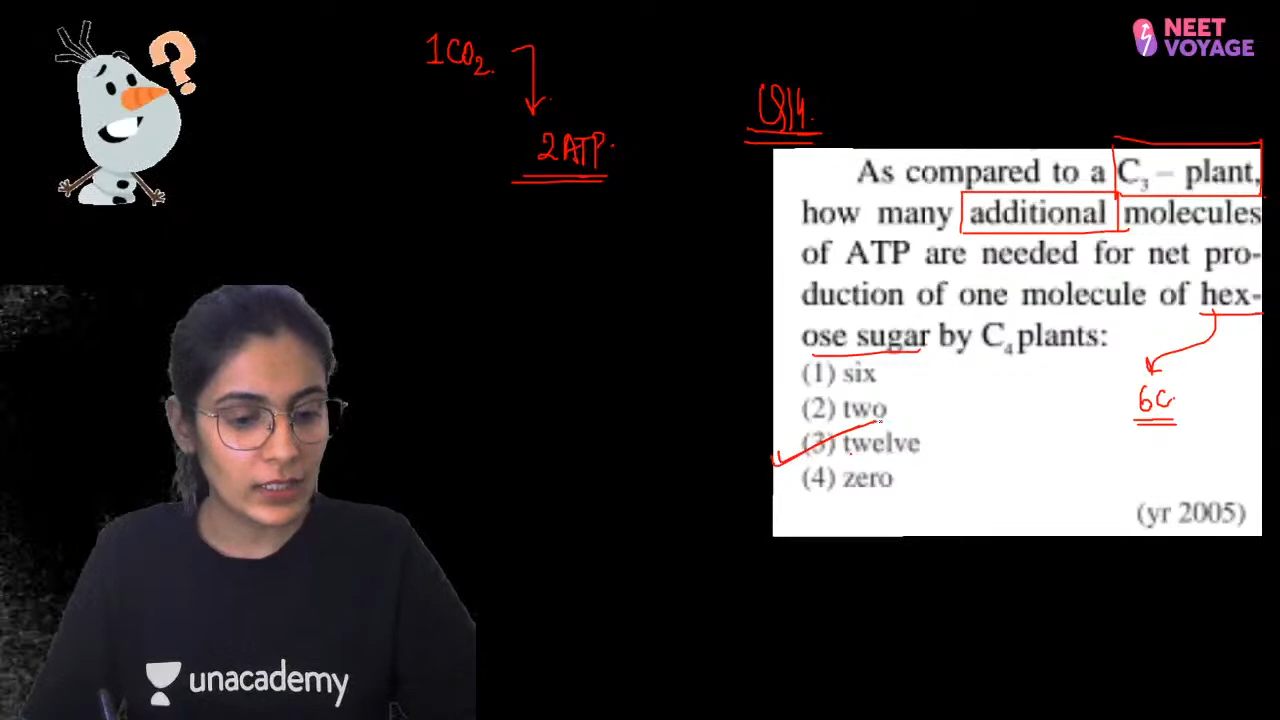 NEET
VOYAGE
1CO2.
2ATP.
Q14.
As compared to a C3 – plant,
how many additional molecules
of ATP are needed for net pro-
duction of one molecule of hex-
ose sugar by C4 plants:
(1) six
(2) two
(3) twelve
(4) zero
6C
(yr 2005)
unacademy